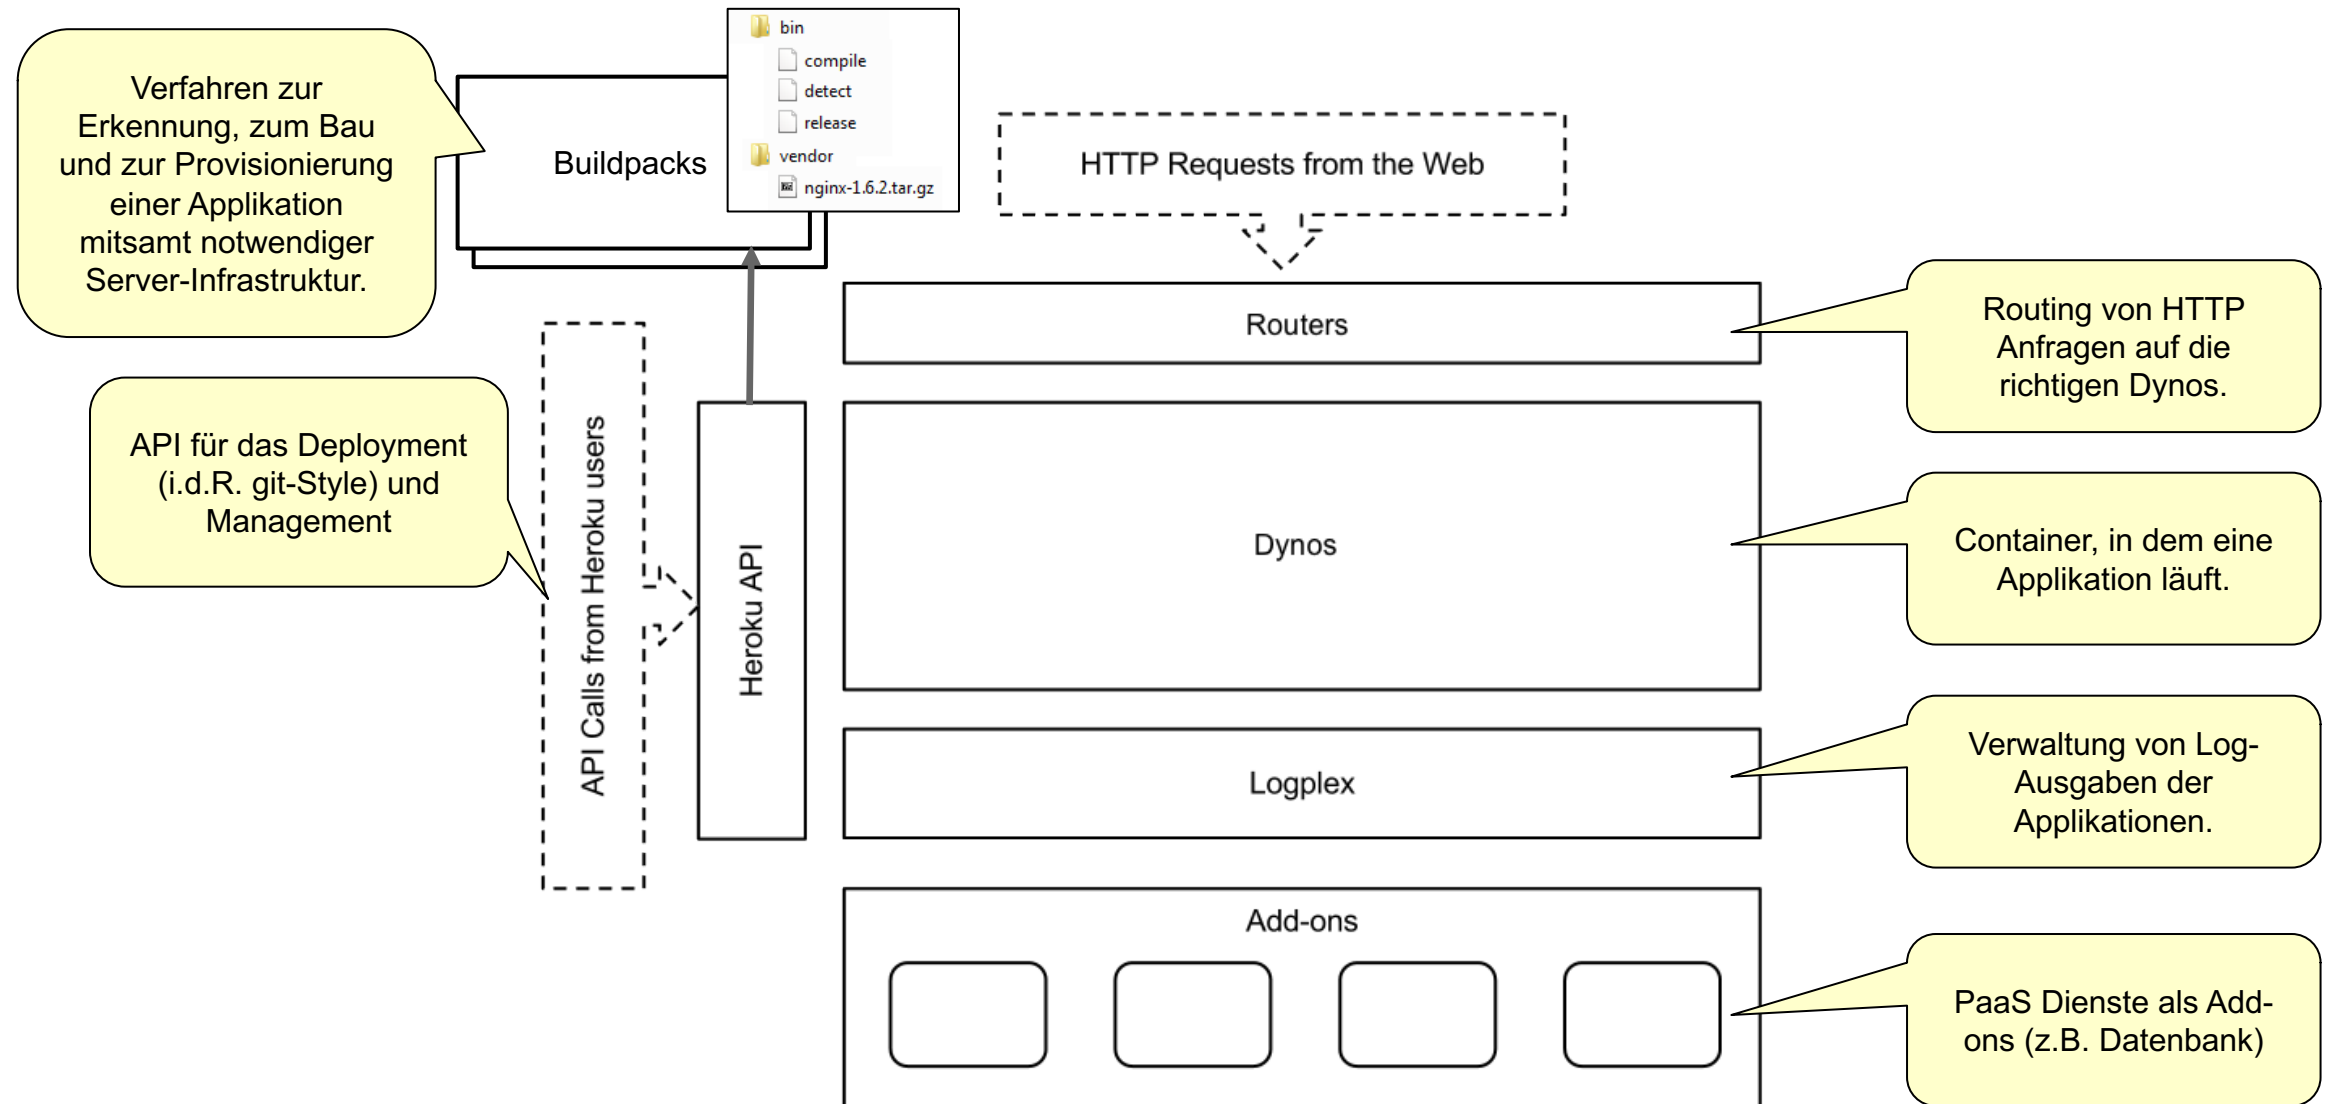 Verfahren zur
Erkennung, zum Bau
und zur Provisionierung
einer Applikation
mitsamt notwendiger
Server-Infrastruktur.
Buildpacks
bin
compile
detect
release
vendor
nginx-1.6.2.tar.gz
HTTP Requests from the Web
Routers
Routing von HTTP
Anfragen auf die
richtigen Dynos.
API für das Deployment
(i.d.R. git-Style) und
Management
API Calls from Heroku users
Heroku API
Dynos
Container, in dem eine
Applikation läuft.
Logplex
Verwaltung von Log-
Ausgaben der
Applikationen.
Add-ons
PaaS Dienste als Add-
ons (z.B. Datenbank)